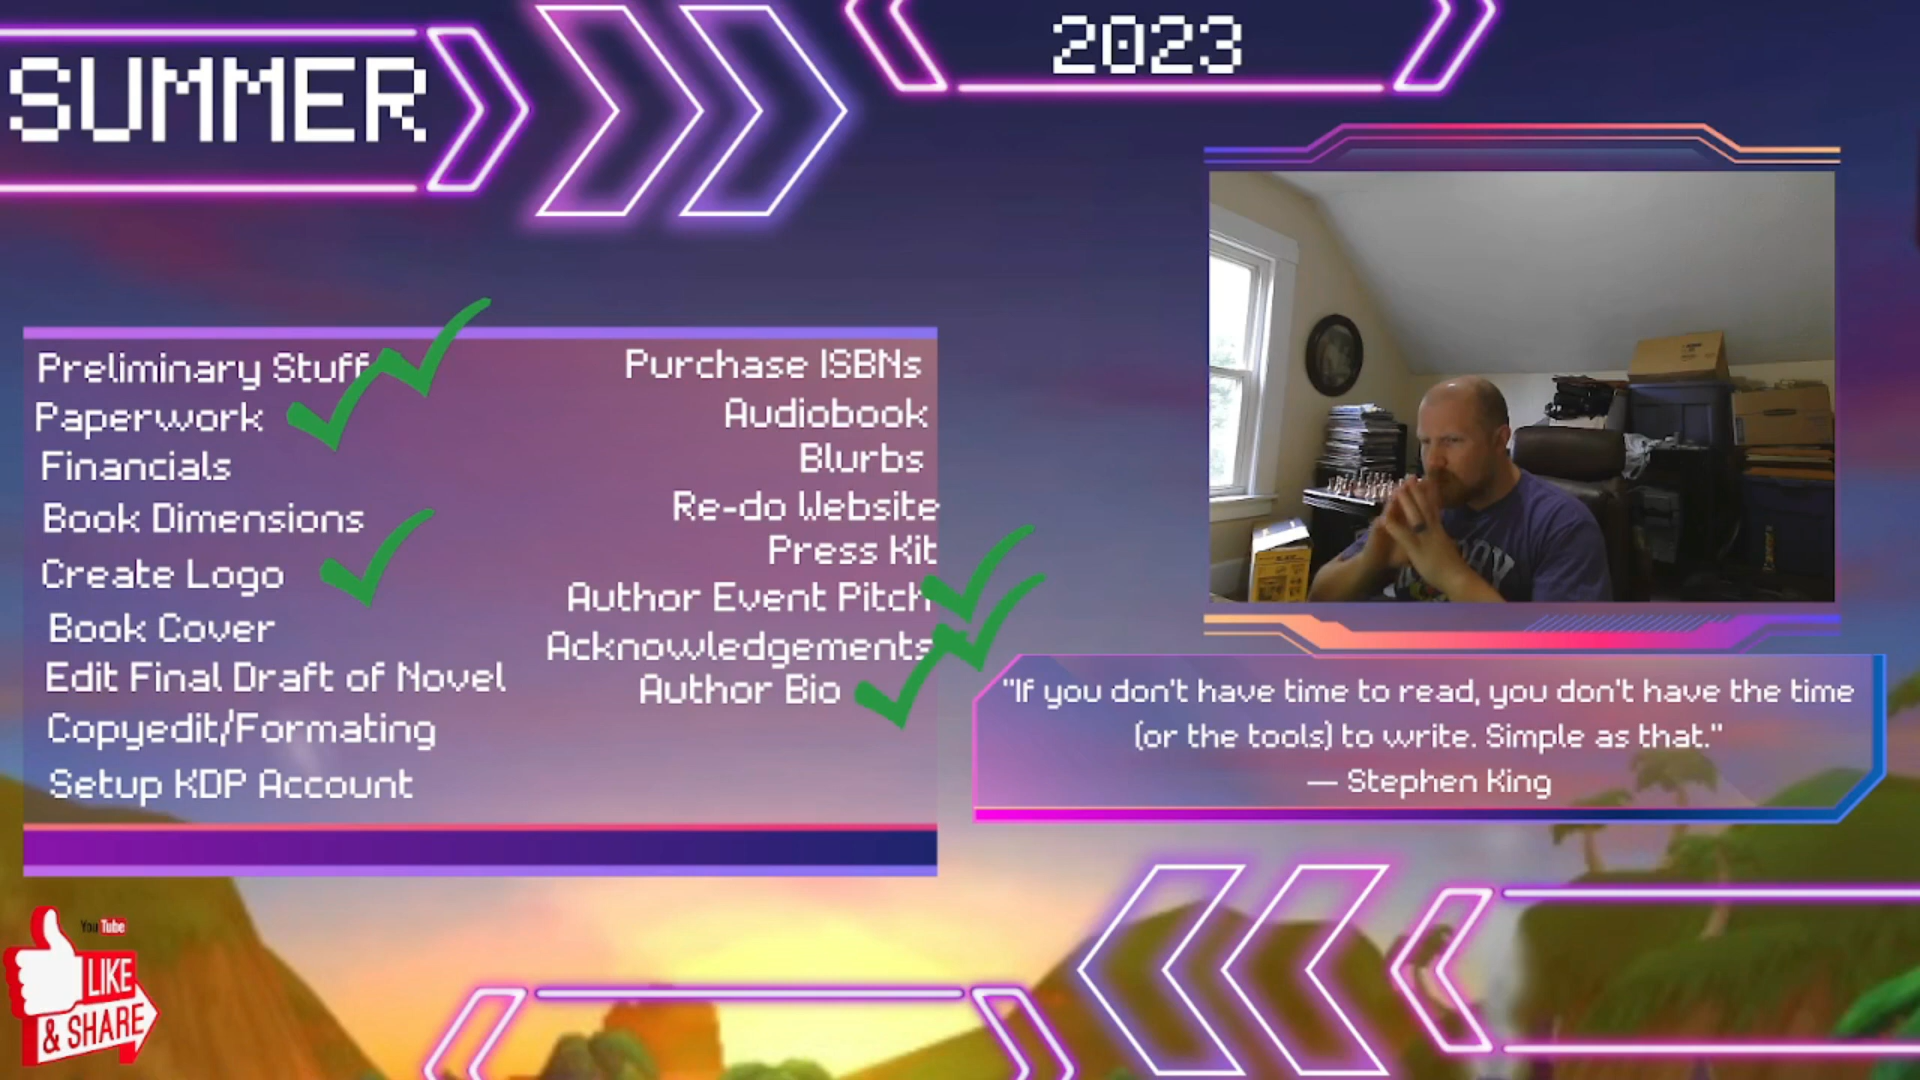 SUMMER
2023
Preliminary Stuff
Paperwork
Financials
Book Dimensions
Create Logo
Book Cover
Edit Final Draft of Novel
Copyedit/Formating
Setup KDP Account
Purchase ISBNs
Audiobook
Blurbs
Re-do Website
Press Kit
Author Event Pitch
Acknowledgements
Author Bio
"If you don't have time to read, you don't have the time
(or the tools) to write. Simple as that."
— Stephen King
You Tube
LIKE
& SHARE